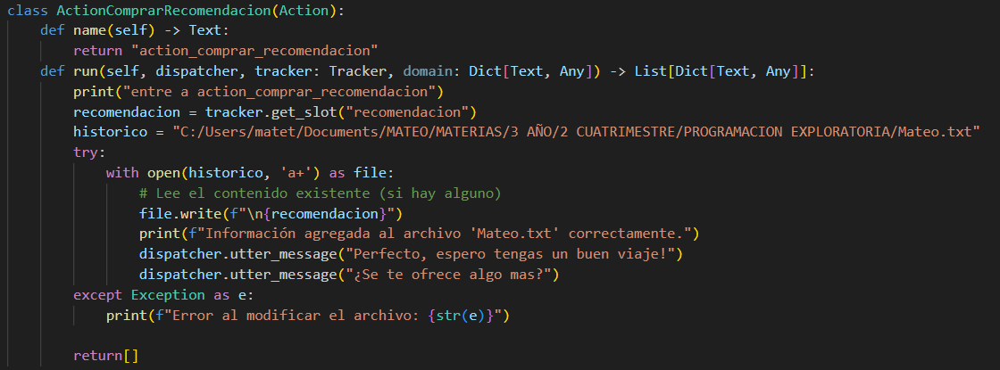 class ActionComprarRecomendacion(Action):
    def name(self) -> Text:
        return "action_comprar_recomendacion"
    def run(self, dispatcher, tracker: Tracker, domain: Dict[Text, Any]) -> List[Dict[Text, Any]]:
        print("entre a action_comprar_recomendacion")
        recomendacion = tracker.get_slot("recomendacion")
        historico = "C:/Users/matet/Documents/MATEO/MATERIAS/3 AÑO/2 CUATRIMESTRE/PROGRAMACION EXPLORATORIA/Mateo.txt"
        try:
            with open(historico, 'a+') as file:
                # Lee el contenido existente (si hay alguno)
                file.write(f"\n{recomendacion}")
                print(f"Información agregada al archivo 'Mateo.txt' correctamente.")
                dispatcher.utter_message("Perfecto, espero tengas un buen viaje!")
                dispatcher.utter_message("¿Se te ofrece algo mas?")
        except Exception as e:
            print(f"Error al modificar el archivo: {str(e)}")
        return[]